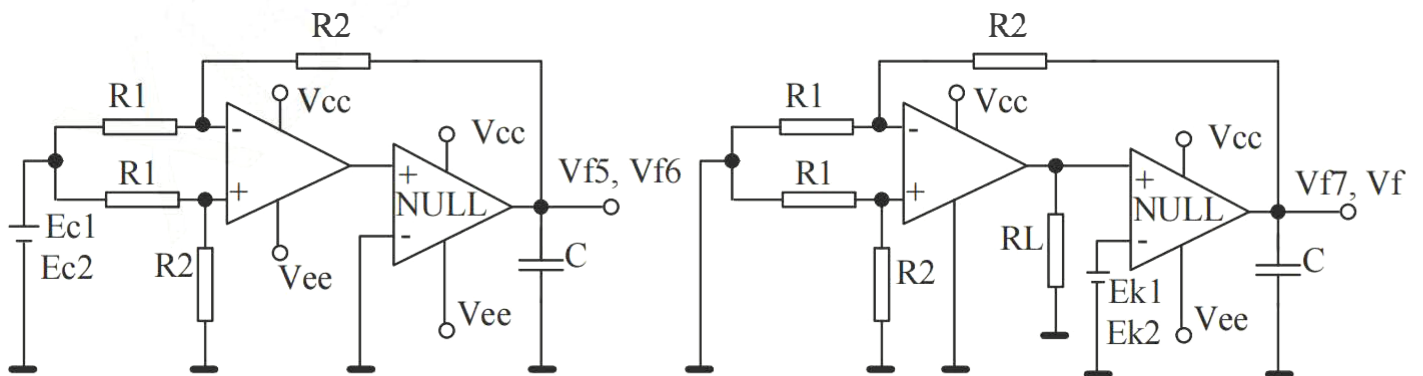 R2
R1
Vcc
-
R1
+
Vcc
+
NULL
-
Vf5, Vf6
Ec1
Ec2
R2
Vee
Vee
C
R2
R1
Vcc
-
R1
+
Vcc
+
NULL
-
Vf7, Vf
RL
R2
Ek1
Ek2
Vee
C